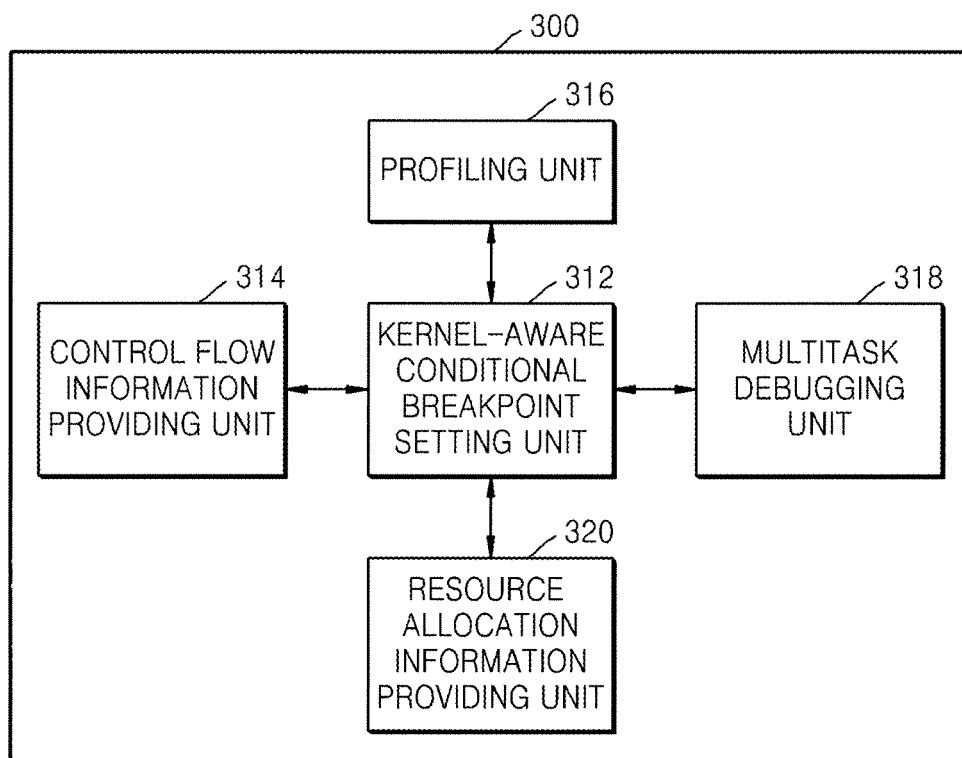 300
316
PROFILING UNIT
314
CONTROL FLOW
INFORMATION
PROVIDING UNIT
312
KERNEL-AWARE
CONDITIONAL
BREAKPOINT
SETTING UNIT
318
MULTITASK
DEBUGGING
UNIT
320
RESOURCE
ALLOCATION
INFORMATION
PROVIDING UNIT